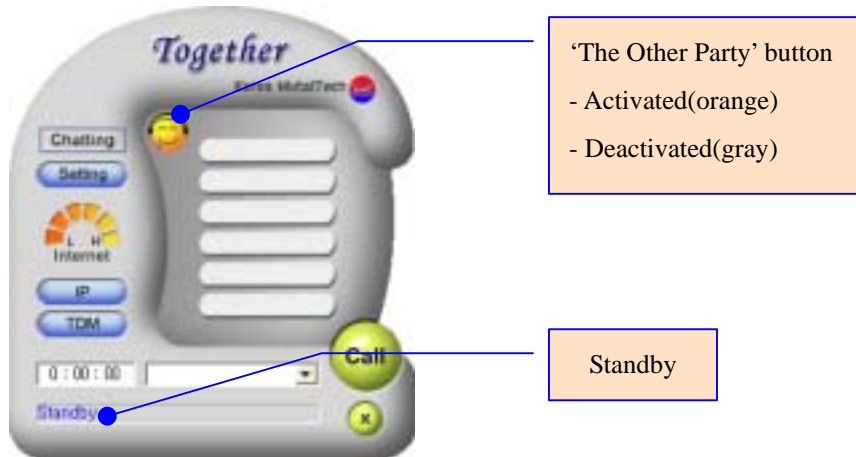 Together
Korea MetalTech
‘The Other Party’ button
- Activated(orange)
- Deactivated(gray)
Chatting
Setting
L H
Internet
IP
TDM
Call
0 : 00 : 00
Standby
x
Standby